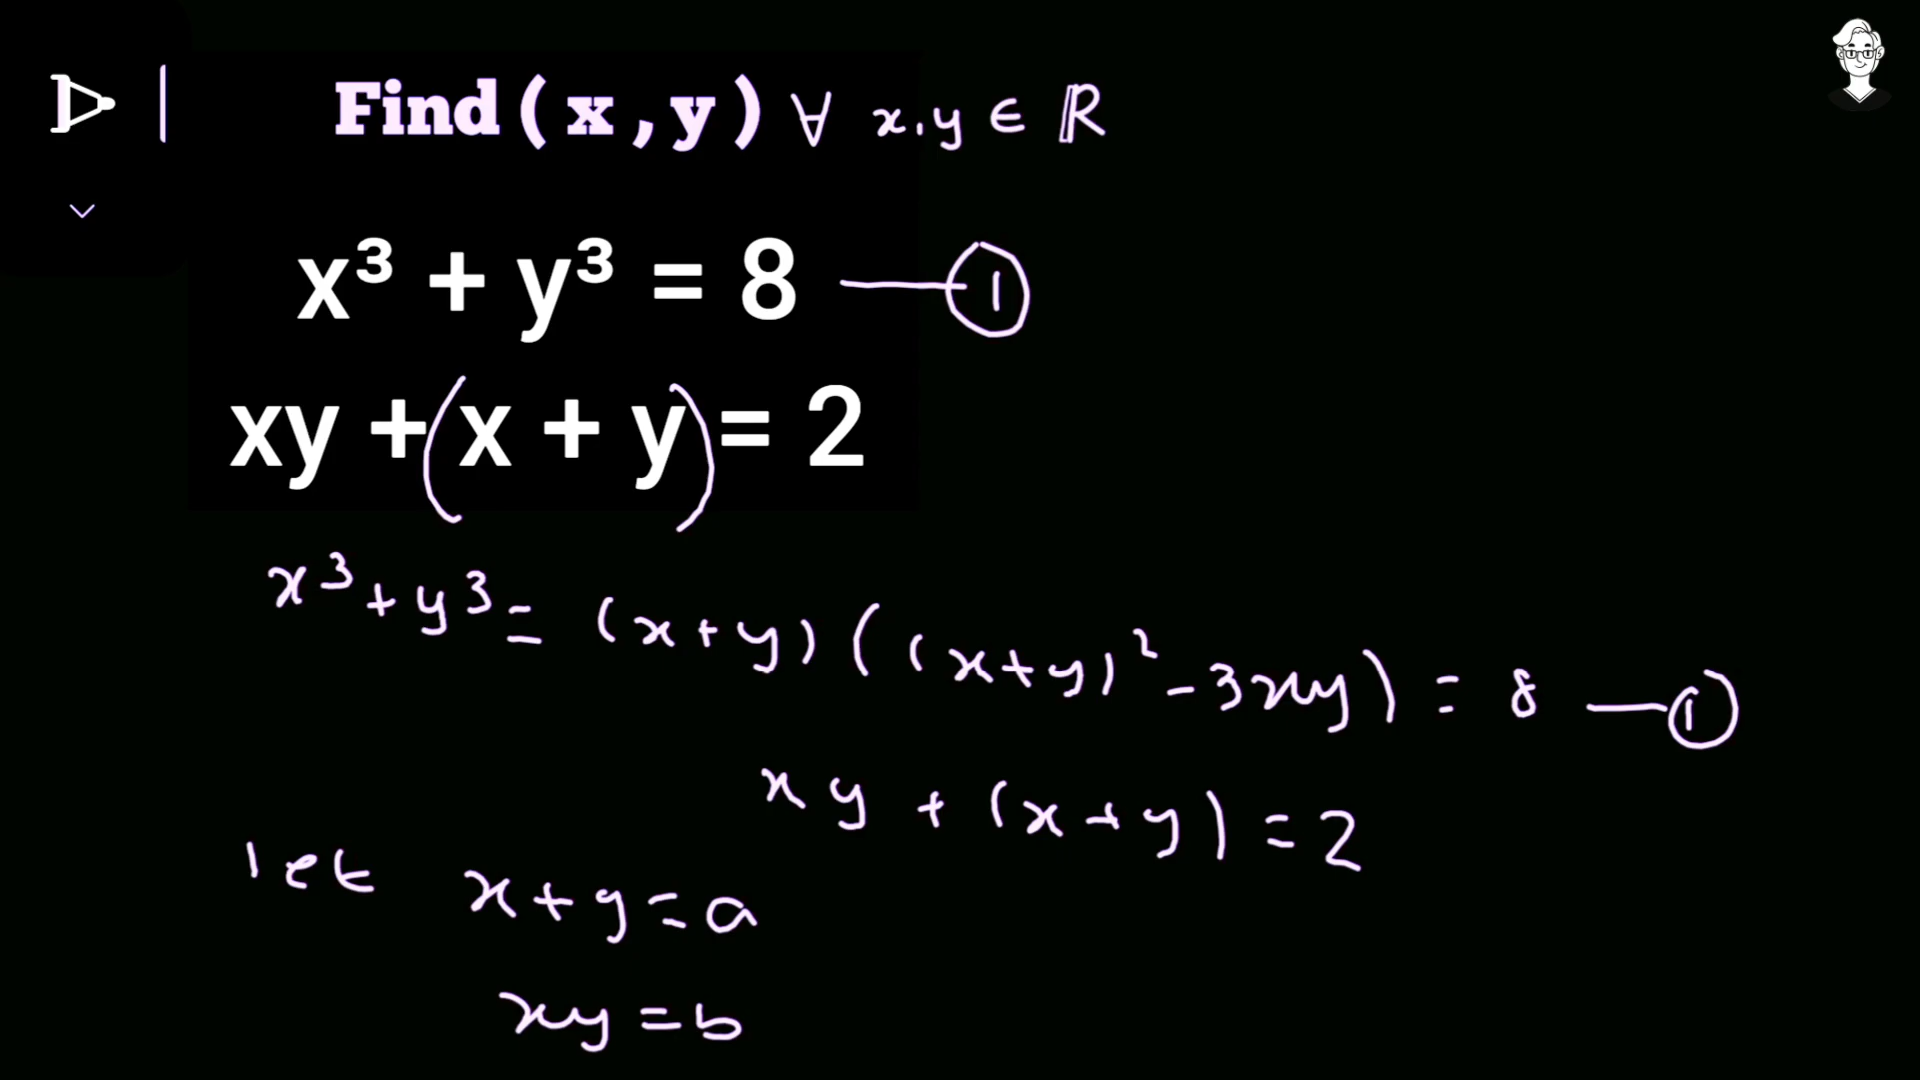 Find ( x , y ) ∀ x,y ∈ ℝ
x³ + y³ = 8 — ①
xy + (x + y) = 2
x³ + y³ = (x+y) ((x+y)² - 3xy) = 8 — ①
xy + (x+y) = 2
let x+y = a
xy = b